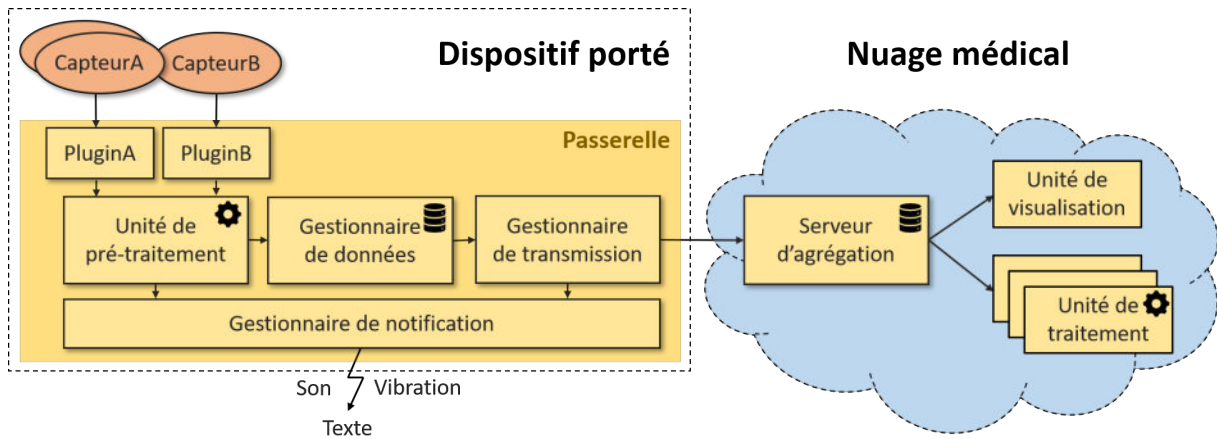 Dispositif porté
Nuage médical
CapteurA
CapteurB
Passerelle
PluginA
PluginB
Unité de
pré-traitement
Gestionnaire
de données
Gestionnaire
de transmission
Serveur
d’agrégation
Unité de
visualisation
Unité de
traitement
Gestionnaire de notification
Son
Vibration
Texte